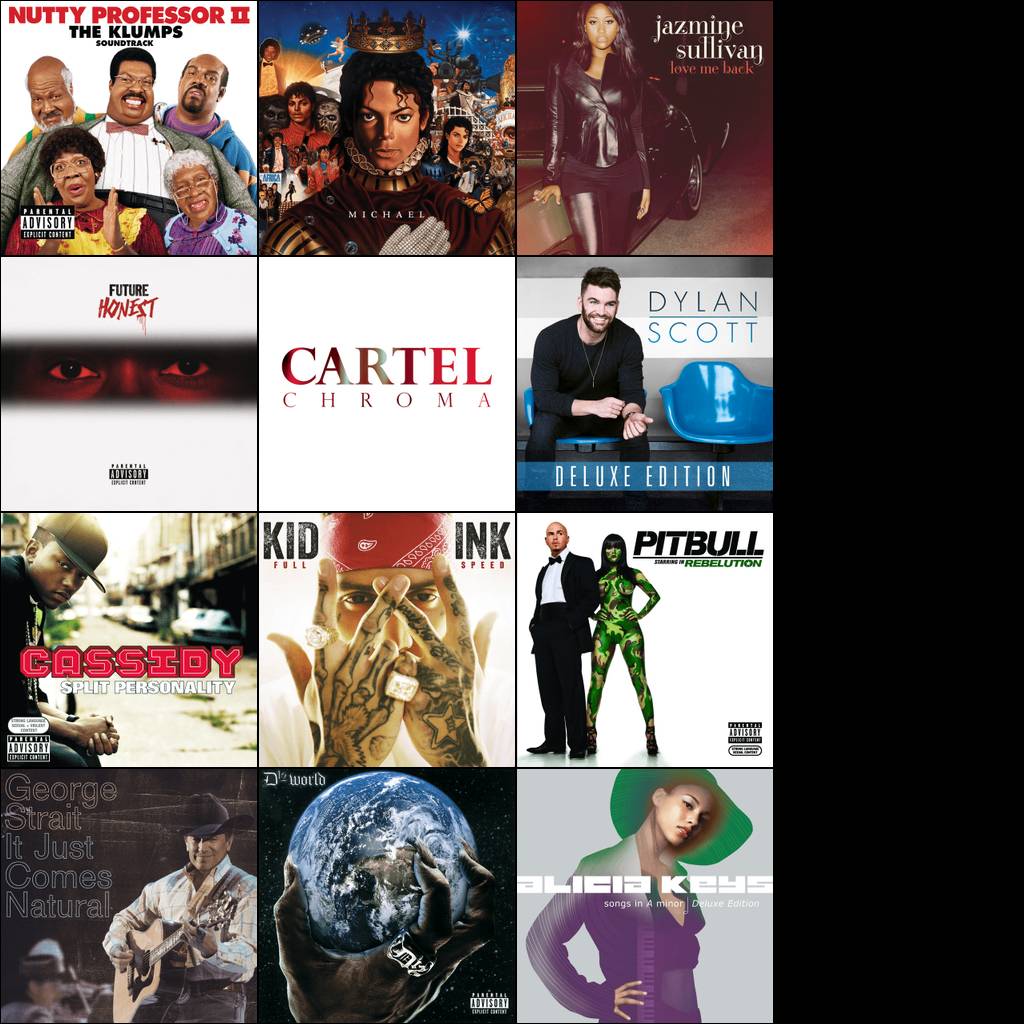 NUTTY PROFESSOR II
THE KLUMPS
SOUNDTRACK
PARENTAL
ADVISORY
EXPLICIT CONTENT
MICHAEL
jazmine
sullivan
love me back
FUTURE
HONEST
PARENTAL
ADVISORY
EXPLICIT CONTENT
CARTEL
CHROMA
DYLAN
SCOTT
DELUXE EDITION
CASSIDY
SPLIT PERSONALITY
STRONG LANGUAGE
SEXUAL + VIOLENT
CONTENT
PARENTAL
ADVISORY
EXPLICIT CONTENT
KID INK
FULL SPEED
PITBULL
STARRING IN REBELUTION
PARENTAL
ADVISORY
EXPLICIT CONTENT
STRONG LANGUAGE
SEXUAL CONTENT
George
Strait
It Just
Comes
Natural
D12 world
PARENTAL
ADVISORY
EXPLICIT CONTENT
alicia keys
songs in A minor | Deluxe Edition